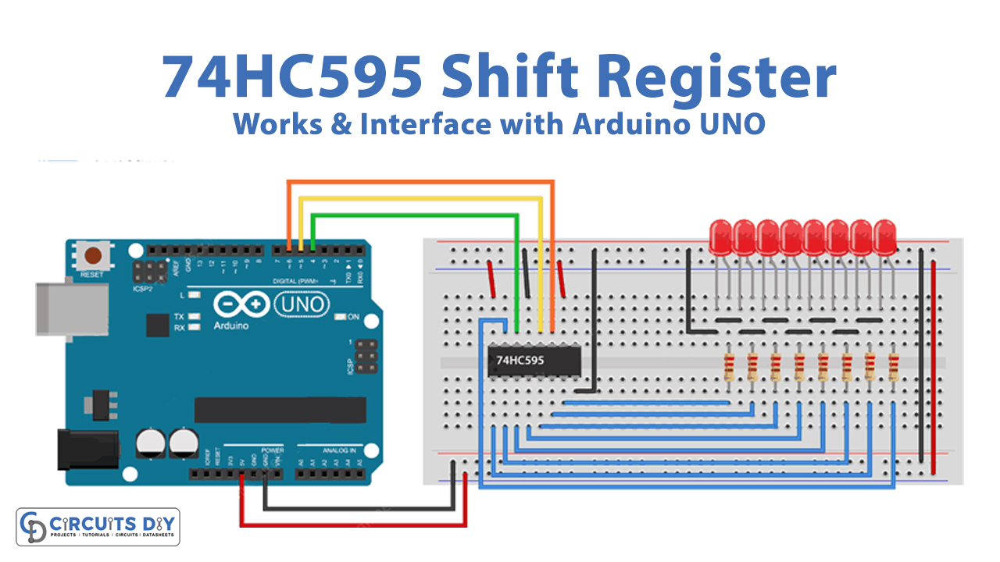 74HC595 Shift Register
Works & Interface with Arduino UNO
RESET
ICSP2
AREF
GND
13
12
~11
~10
~9
8
7
~6
~5
4
~3
2
TX0
RX0
DIGITAL (PWM=
L
TX
RX
UNO
ON
Arduino
1
ICSP
74HC595
POWER
ANALOG IN
IOREF
RESET
3V3
5V
GND
GND
VIN
A0
A1
A2
A3
A4
A5
CiRCUiTS DiY
PROJECTS | TUTORIALS | CIRCUITS | DATASHEETS